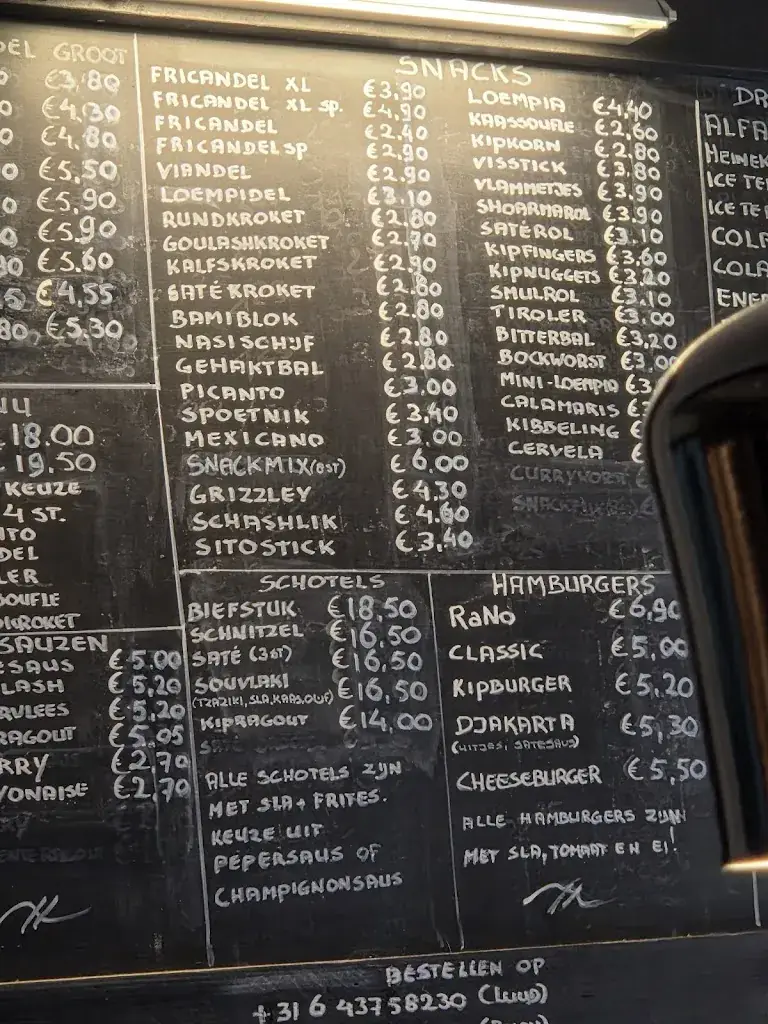 GROOT
€3,80
€4,30
€4,80
€5,50
€5,90
€5,90
€5.60
€4,55
€5.30
18.00
19,50
KEUZE
4 ST.
SAUZEN
€5.00
€5,20
€5,20
€5.05
€2,70
€2,70
SNACKS
FRICANDEL XL €3,90
FRICANDEL XL SP. €4,90
FRICANDEL €2,40
FRICANDEL SP €2,90
VIANDEL €2.90
LOEMPIDEL €3.10
RUNDKROKET €2.80
GOULASHKROKET €2.70
KALFSKROKET €2.90
SATÉ KROKET €2.80
BAMIBLOK €2.80
NASISCHIJF €2.80
GEHAKTBAL €2.80
PICANTO €3,00
SPOETNIK €3,40
MEXICANO €3,00
SNACKMIX (8ST) €6,00
GRIZZLEY €4.30
SCHASHLIK €4.60
SITOSTICK €3,40
LOEMPIA €4,40
KAASSOUFLE €2,60
KIPKORN €2,80
VISSTICK €3,80
VLAMMETJES €3,90
SHOARMAROL €3,90
SATÉROL €3,10
KIPFINGERS €3,60
KIPNUGGETS €3.20
SMULROL €3,10
TIROLER €3,00
BITTERBAL €3,20
BOCKWORST €3,00
MINI-LOEMPIA €3,
CALAMARIS €
KIBBELING €
CERVELA €
CURRYWORST €
SCHOTELS
BIEFSTUK €18,50
SCHNITZEL €16,50
SATÉ (3ST) €16,50
SOUVLAKI €16,50
(TZAZIKI, SLA, KAAS, OLIJF)
KIPRAGOUT €14,00
ALLE SCHOTELS ZIJN
MET SLA + FRITES.
KEUZE UIT
PEPERSAUS OF
CHAMPIGNONSAUS
HAMBURGERS
RaNo €6,90
CLASSIC €5,00
KIPBURGER €5,20
DJAKARTA €5,30
(UITJES, SATESAUS)
CHEESEBURGER €5,50
ALLE HAMBURGERS ZIJN
MET SLA, TOMAAT EN EI!
DR
ALFA
HEINEK
ICE TE
ICE TE
COLA
COLA
ENER
BESTELLEN OP
+31 6 43758230 (Luud)